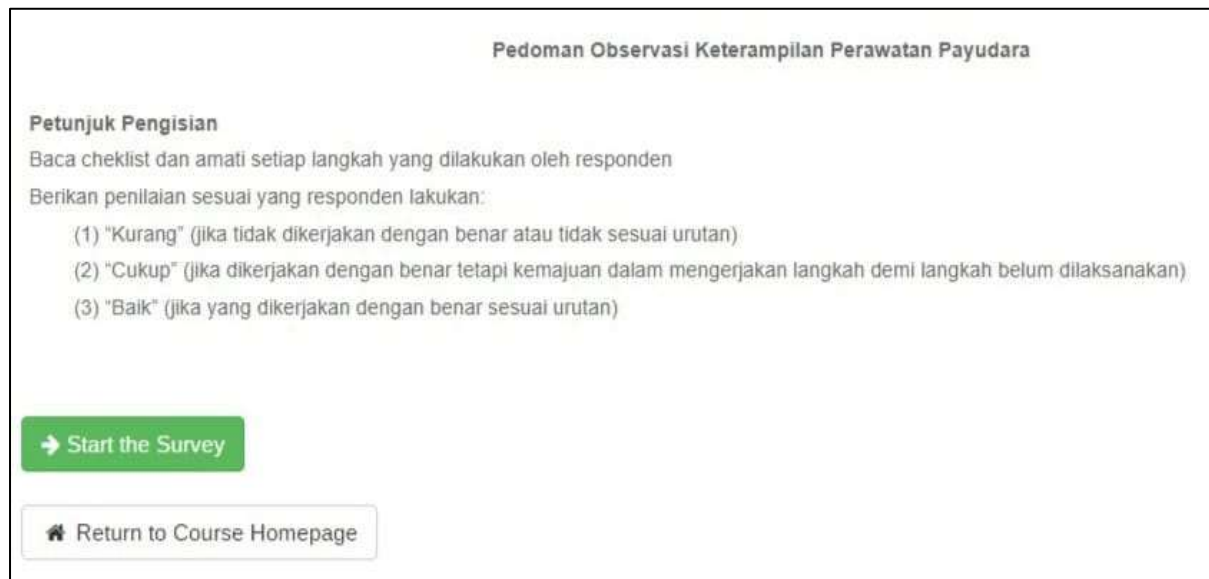 Pedoman Observasi Keterampilan Perawatan Payudara
Petunjuk Pengisian
Baca cheklist dan amati setiap langkah yang dilakukan oleh responden
Berikan penilaian sesuai yang responden lakukan:
(1) "Kurang" (jika tidak dikerjakan dengan benar atau tidak sesuai urutan)
(2) "Cukup" (jika dikerjakan dengan benar tetapi kemajuan dalam mengerjakan langkah demi langkah belum dilaksanakan)
(3) "Baik" (jika yang dikerjakan dengan benar sesuai urutan)
Start the Survey
Return to Course Homepage